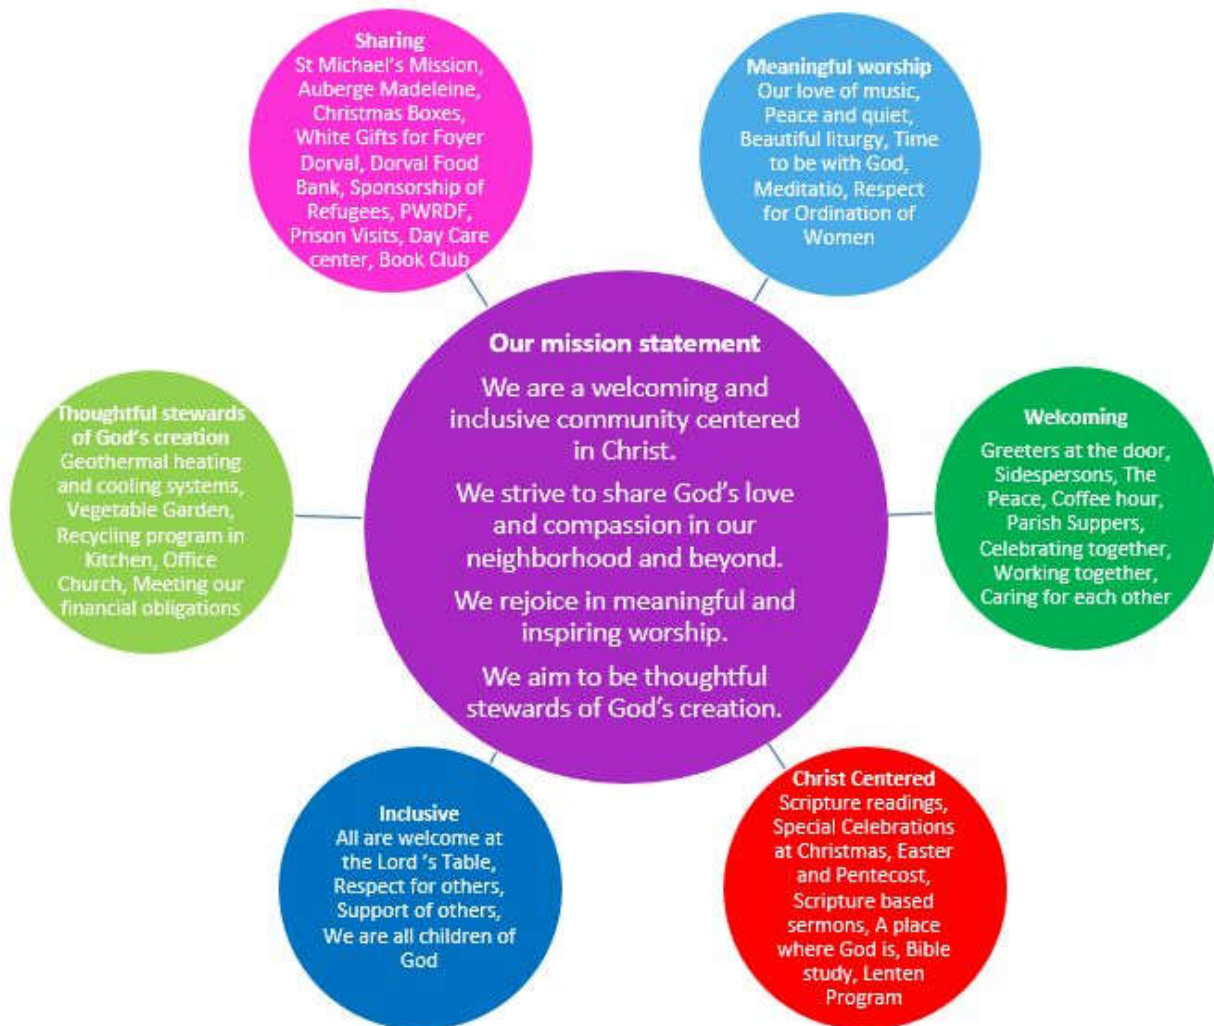 Sharing
St Michael's Mission,
Auberge Madeleine,
Christmas Boxes,
White Gifts for Foyer
Dorval, Dorval Food
Bank, Sponsorship of
Refugees, PWRDF,
Prison Visits, Day Care
center, Book Club
Meaningful worship
Our love of music,
Peace and quiet,
Beautiful liturgy, Time
to be with God,
Meditatio, Respect
for Ordination of
Women
Our mission statement
We are a welcoming and
inclusive community centered
in Christ.
We strive to share God's love
and compassion in our
neighborhood and beyond.
We rejoice in meaningful and
inspiring worship.
We aim to be thoughtful
stewards of God's creation.
Thoughtful stewards
of God's creation
Geothermal heating
and cooling systems,
Vegetable Garden,
Recycling program in
Kitchen, Office
Church, Meeting our
financial obligations
Welcoming
Greeters at the door,
Sidespersons, The
Peace, Coffee hour,
Parish Suppers,
Celebrating together,
Working together,
Caring for each other
Inclusive
All are welcome at
the Lord 's Table,
Respect for others,
Support of others,
We are all children of
God
Christ Centered
Scripture readings,
Special Celebrations
at Christmas, Easter
and Pentecost,
Scripture based
sermons, A place
where God is, Bible
study, Lenten
Program